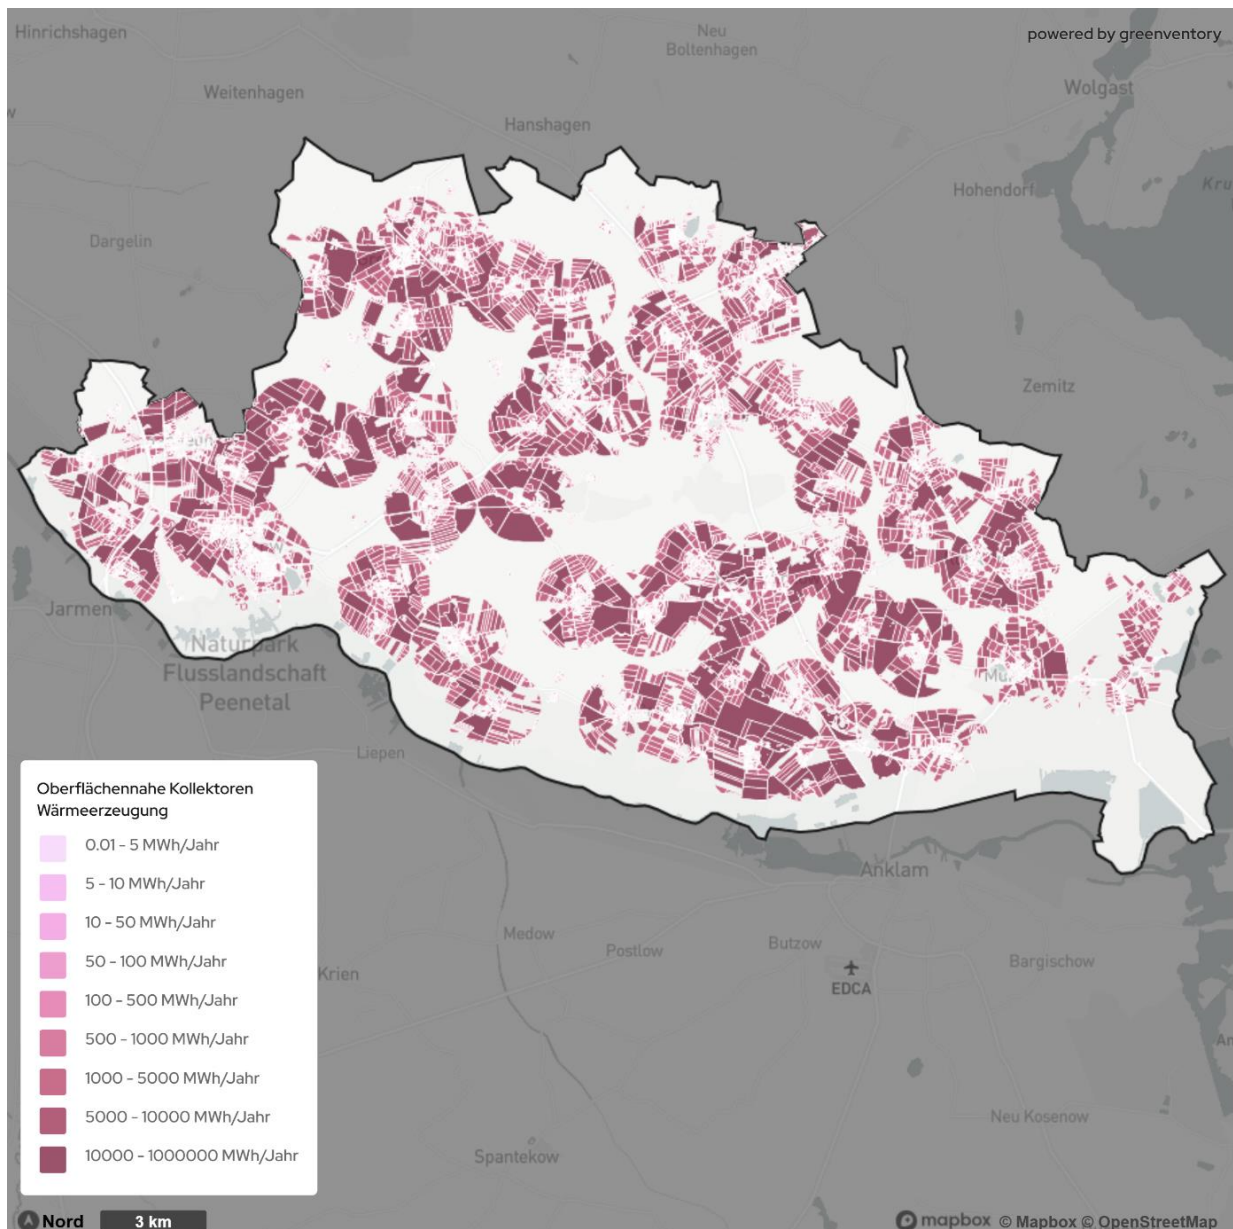 Hinrichshagen
Neu
Boltenhagen
powered by greenventory
Weitenhagen
Wolgast
Hanshagen
Hohendorf
Kru
Dargelin
Zemitz
Jarmen
Naturpark
Flusslandschaft
Peenetal
Liepen
Anklam
Medow
Postlow
Butzow
Bargischow
Krien
EDCA
An
Neu Kosenow
Spantekow
Oberflächennahe Kollektoren
Wärmeerzeugung
0.01 - 5 MWh/Jahr
5 - 10 MWh/Jahr
10 - 50 MWh/Jahr
50 - 100 MWh/Jahr
100 - 500 MWh/Jahr
500 - 1000 MWh/Jahr
1000 - 5000 MWh/Jahr
5000 - 10000 MWh/Jahr
10000 - 1000000 MWh/Jahr
Nord
3 km
mapbox © Mapbox © OpenStreetMap